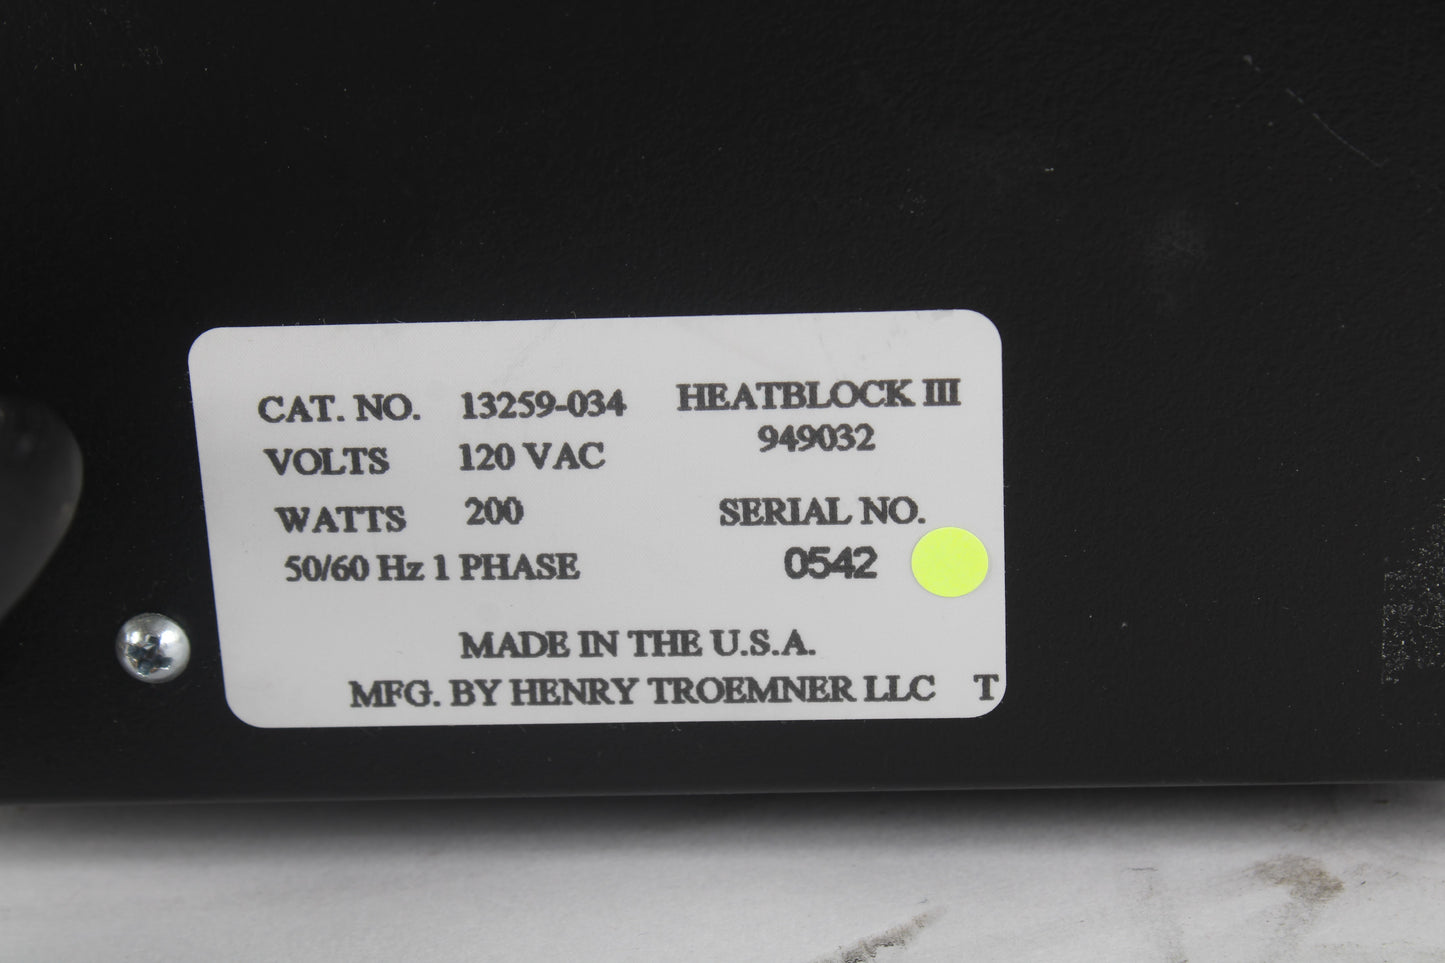 CAT. NO. 13259-034 HEATBLOCK III
949032
VOLTS 120 VAC
WATTS 200 SERIAL NO.
50/60 Hz 1 PHASE 0542
MADE IN THE U.S.A.
MFG. BY HENRY TROEMNER LLC T